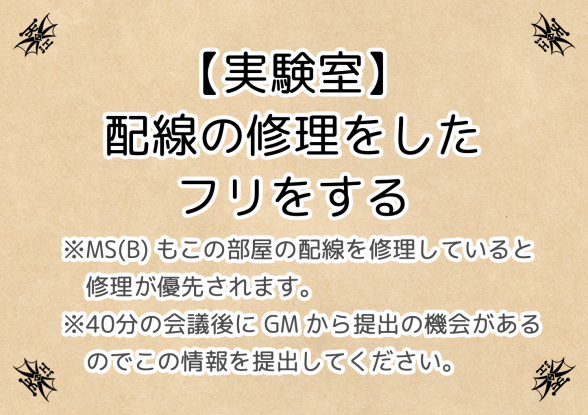 【実験室】
配線の修理をした
フリをする
※MS(B) もこの部屋の配線を修理していると
修理が優先されます。
※40分の会議後に GM から提出の機会がある
のでこの情報を提出してください。